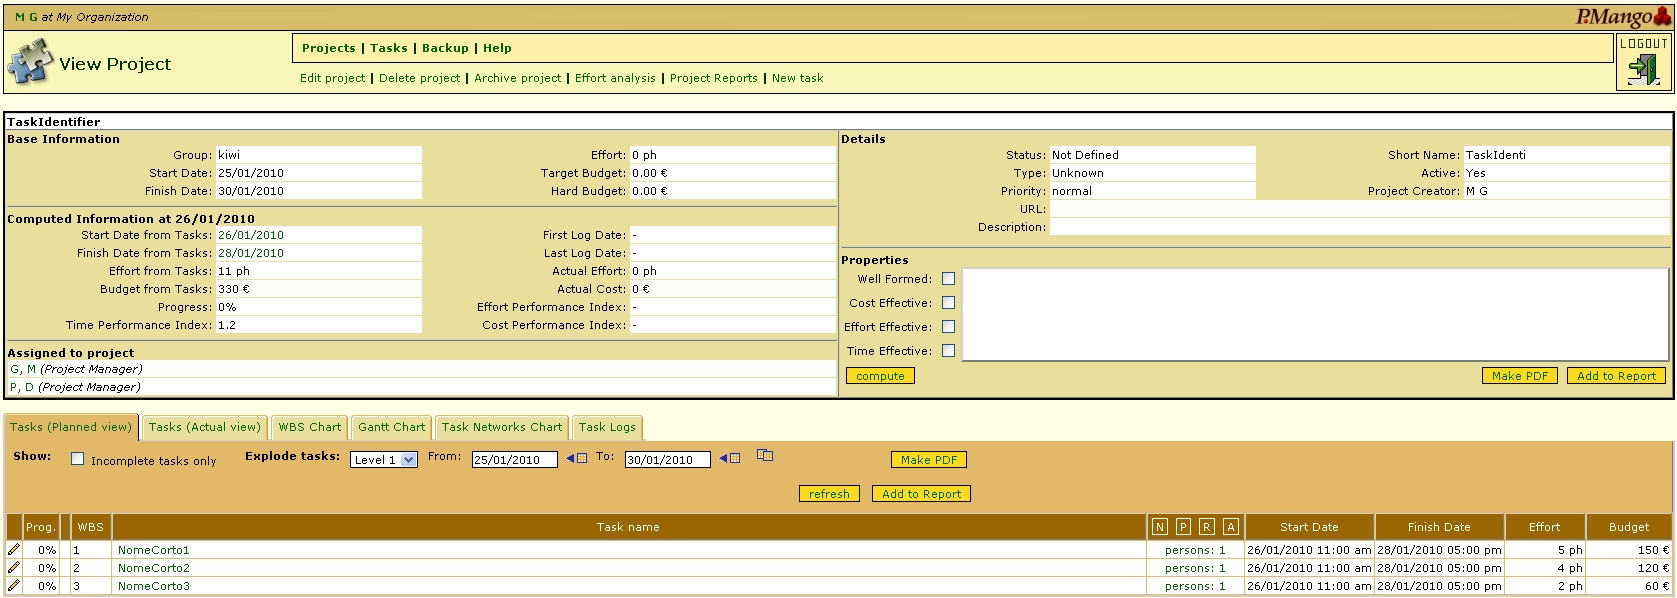 M G at My Organization
P.Mango
View Project
Projects | Tasks | Backup | Help
LOGOUT
Edit project | Delete project | Archive project | Effort analysis | Project Reports | New task
TaskIdentifier
Base Information
Group: kiwi Effort: 0 ph
Start Date: 25/01/2010 Target Budget: 0.00 €
Finish Date: 30/01/2010 Hard Budget: 0.00 €
Computed Information at 26/01/2010
Start Date from Tasks: 26/01/2010 First Log Date: -
Finish Date from Tasks: 28/01/2010 Last Log Date: -
Effort from Tasks: 11 ph Actual Effort: 0 ph
Budget from Tasks: 330 € Actual Cost: 0 €
Progress: 0% Effort Performance Index: -
Time Performance Index: 1.2 Cost Performance Index: -
Assigned to project
G, M (Project Manager)
P, D (Project Manager)
Details
Status: Not Defined Short Name: TaskIdenti
Type: Unknown Active: Yes
Priority: normal Project Creator: M G
URL:
Description:
Properties
Well Formed:
Cost Effective:
Effort Effective:
Time Effective:
compute Make PDF Add to Report
Tasks (Planned view) Tasks (Actual view) WBS Chart Gantt Chart Task Networks Chart Task Logs
Show: Incomplete tasks only Explode tasks: Level 1 From: 25/01/2010 To: 30/01/2010 Make PDF
refresh Add to Report
Prog. WBS Task name N P R A Start Date Finish Date Effort Budget
0% 1 NomeCorto1 persons: 1 26/01/2010 11:00 am 28/01/2010 05:00 pm 5 ph 150 €
0% 2 NomeCorto2 persons: 1 26/01/2010 11:00 am 28/01/2010 05:00 pm 4 ph 120 €
0% 3 NomeCorto3 persons: 1 26/01/2010 11:00 am 28/01/2010 05:00 pm 2 ph 60 €